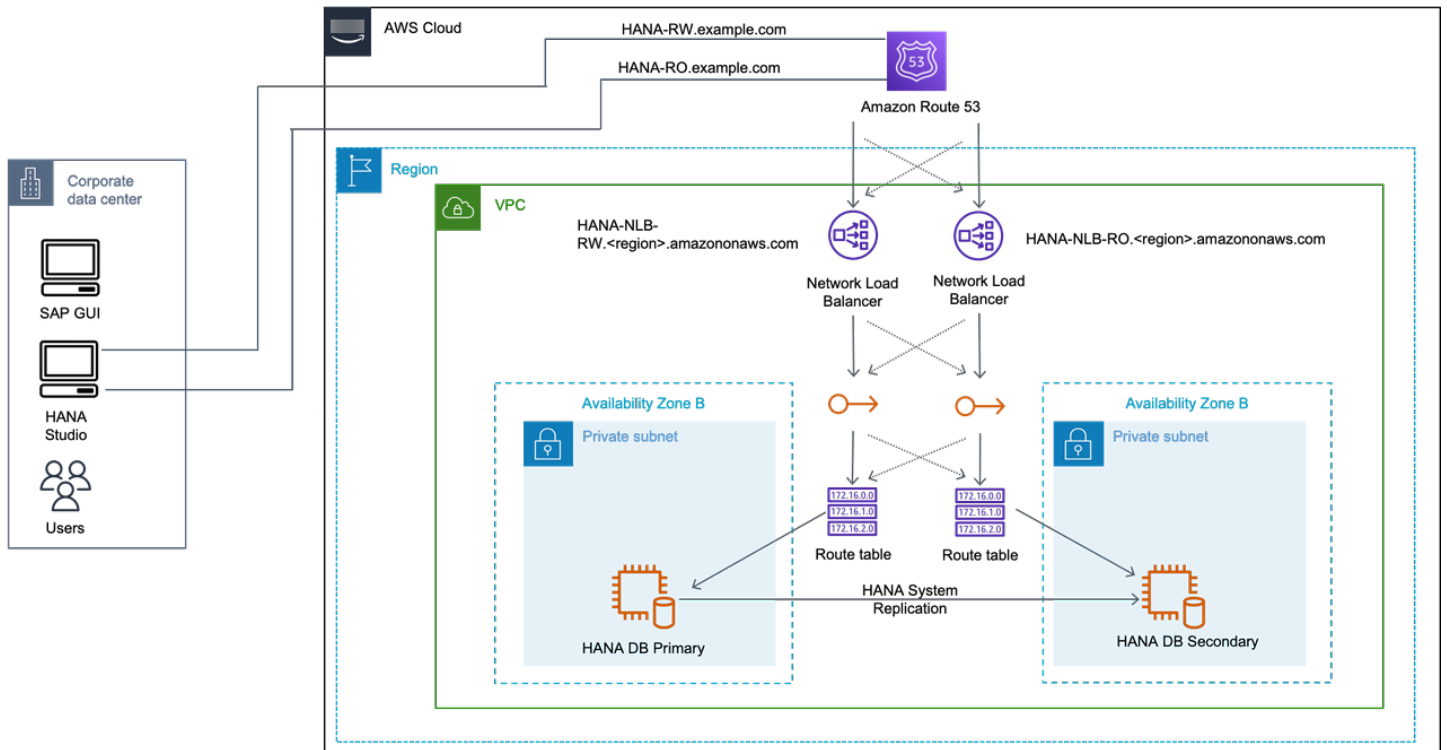 AWS Cloud
HANA-RW.example.com
HANA-RO.example.com
53
Amazon Route 53
Corporate
data center
SAP GUI
HANA
Studio
Users
Region
VPC
HANA-NLB-
RW.<region>.amazononaws.com
HANA-NLB-RO.<region>.amazononaws.com
Network Load
Balancer
Network Load
Balancer
Availability Zone B
Private subnet
Availability Zone B
Private subnet
172.16.0.0
172.16.1.0
172.16.2.0
Route table
172.16.0.0
172.16.1.0
172.16.2.0
Route table
HANA System
Replication
HANA DB Primary
HANA DB Secondary